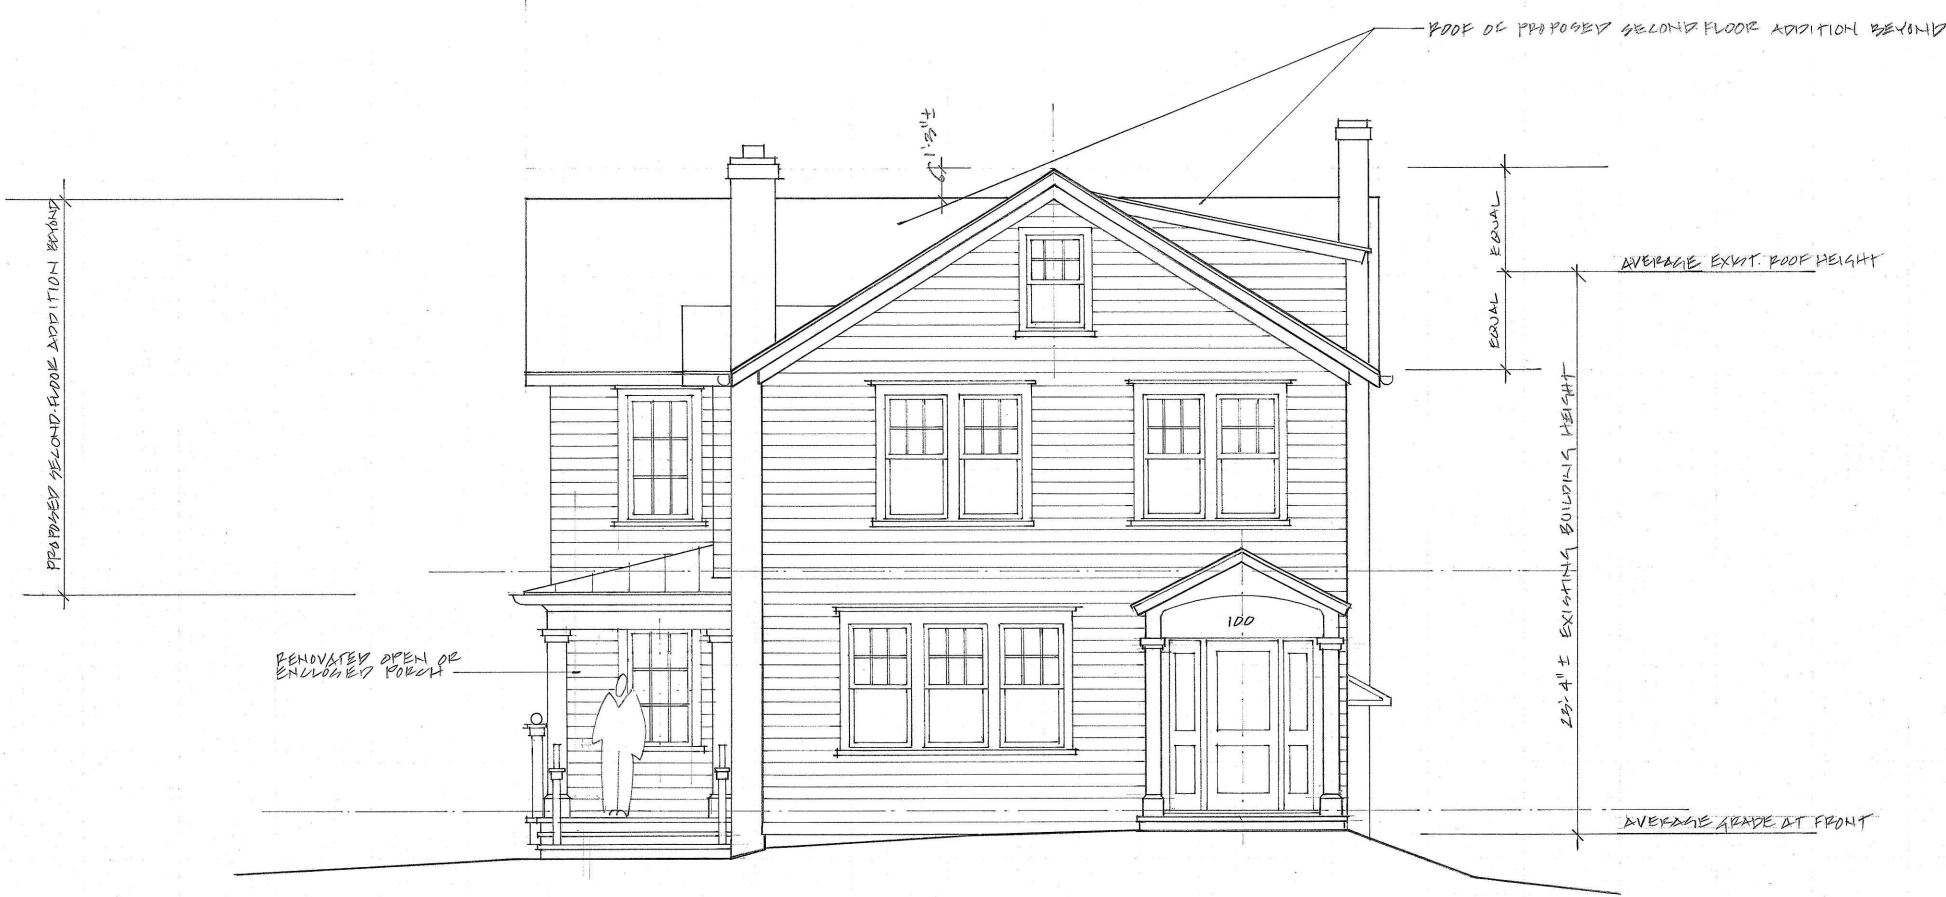 ROOF OF PROPOSED SECOND FLOOR ADDITION BEYOND
1'-3"±
EQUAL
AVERAGE EXIST. ROOF HEIGHT
EQUAL
PROPOSED SECOND FLOOR ADDITION BEYOND
23'-4"± EXISTING BUILDING HEIGHT
100
RENOVATED OPEN OR
ENCLOSED PORCH
AVERAGE GRADE AT FRONT